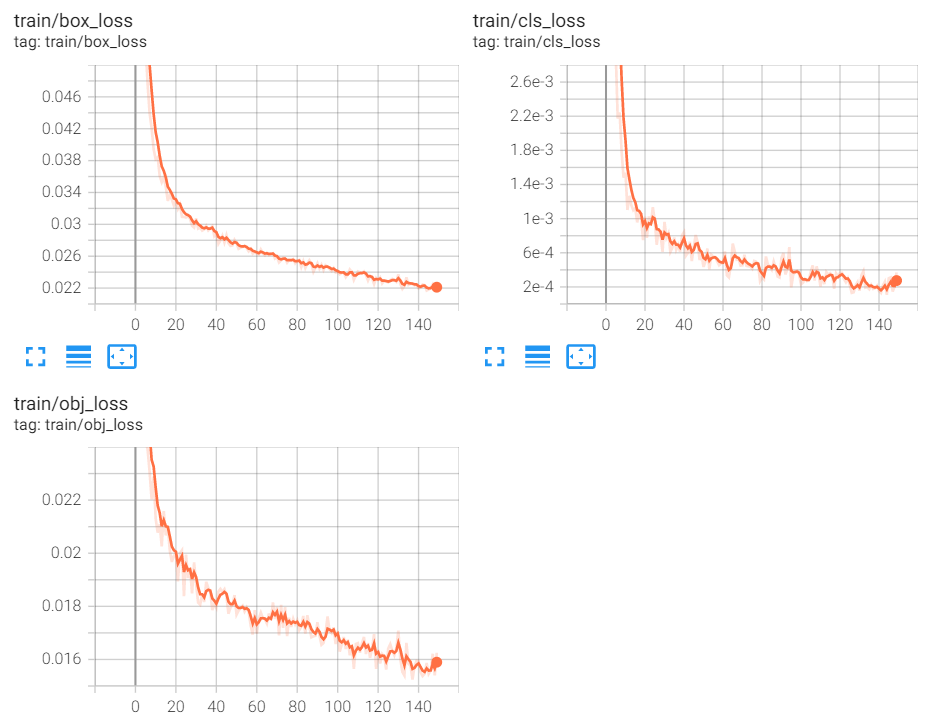 train/box_loss
tag: train/box_loss
0.046
0.042
0.038
0.034
0.03
0.026
0.022
0 20 40 60 80 100 120 140
train/cls_loss
tag: train/cls_loss
2.6e-3
2.2e-3
1.8e-3
1.4e-3
1e-3
6e-4
2e-4
0 20 40 60 80 100 120 140
train/obj_loss
tag: train/obj_loss
0.022
0.02
0.018
0.016
0 20 40 60 80 100 120 140